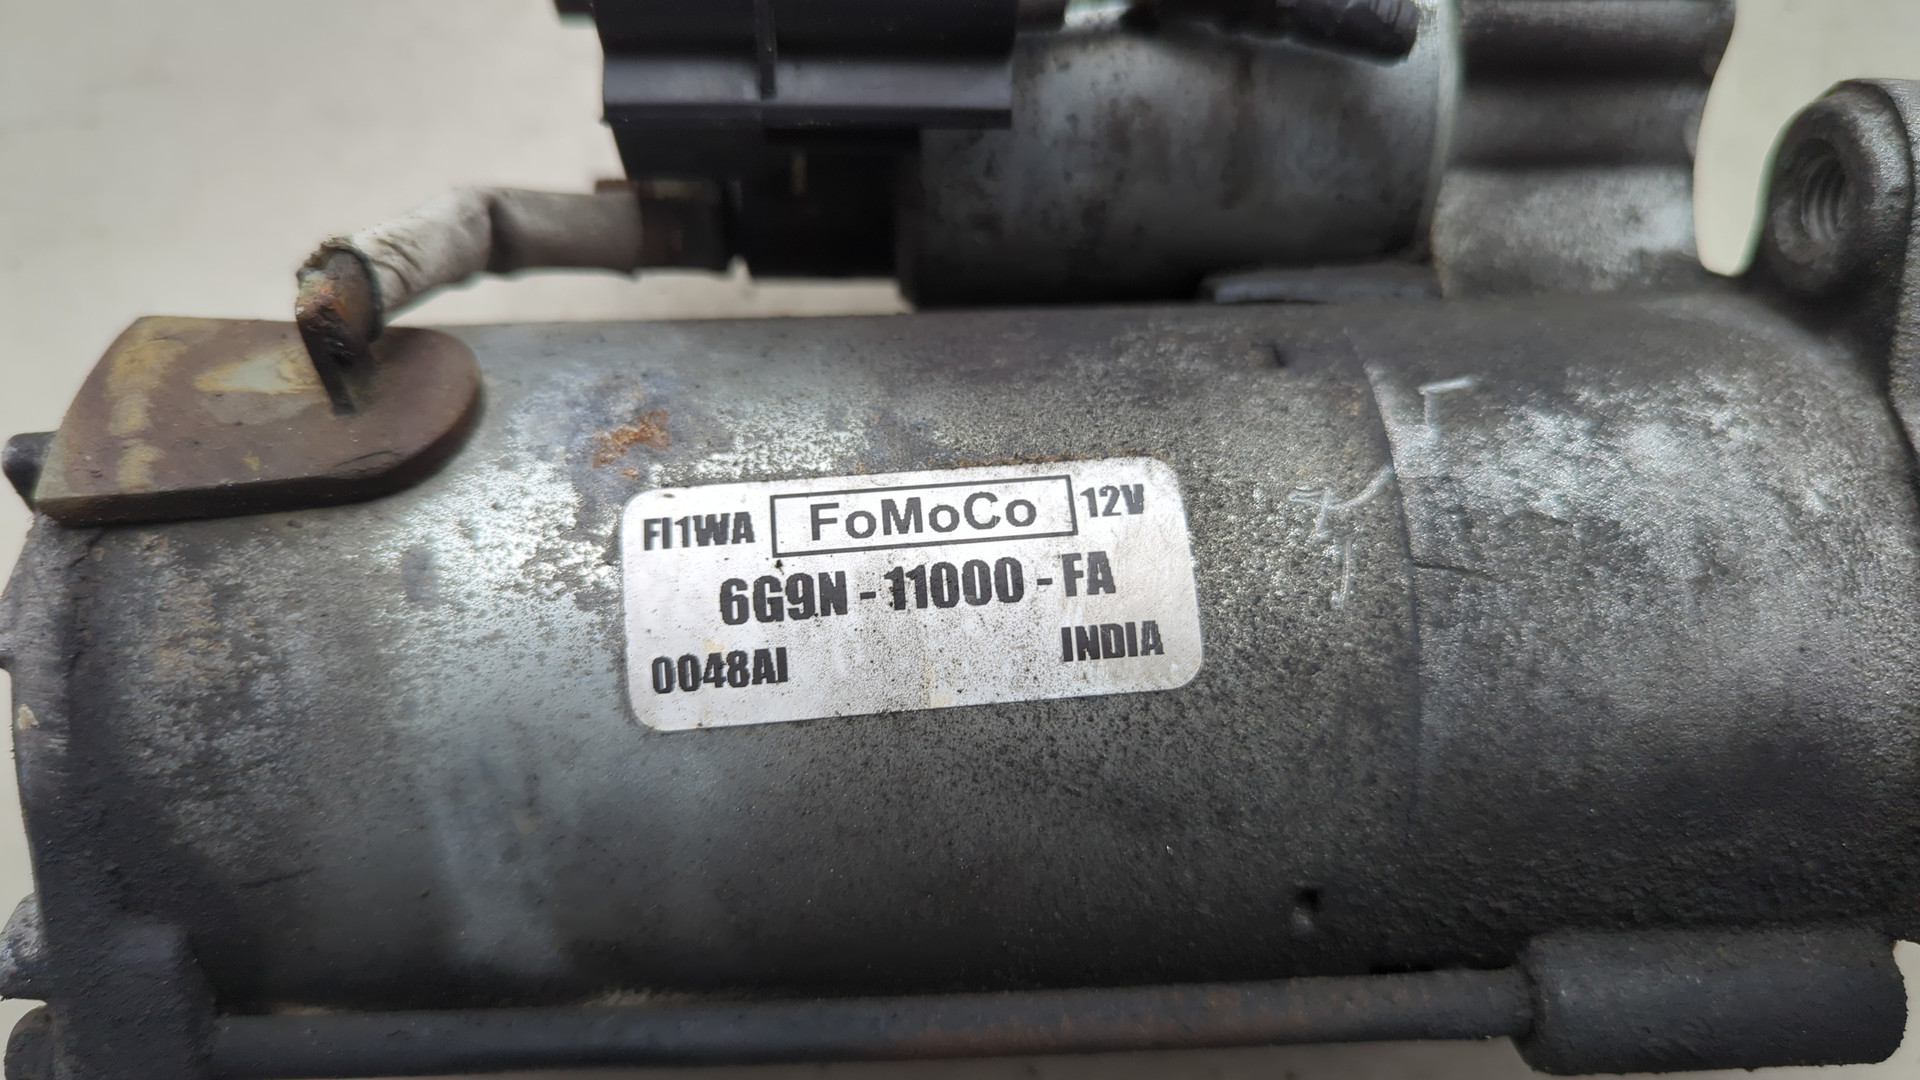 FI1WA FoMoCo 12V
6G9N - 11000 - FA
0048AI INDIA